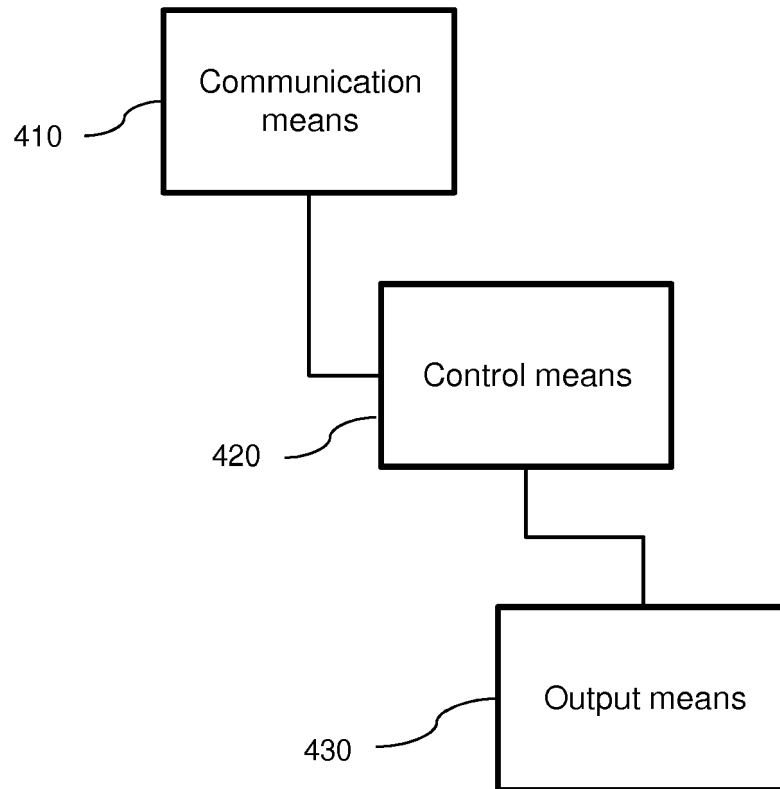 Communication
means
410
Control means
420
Output means
430